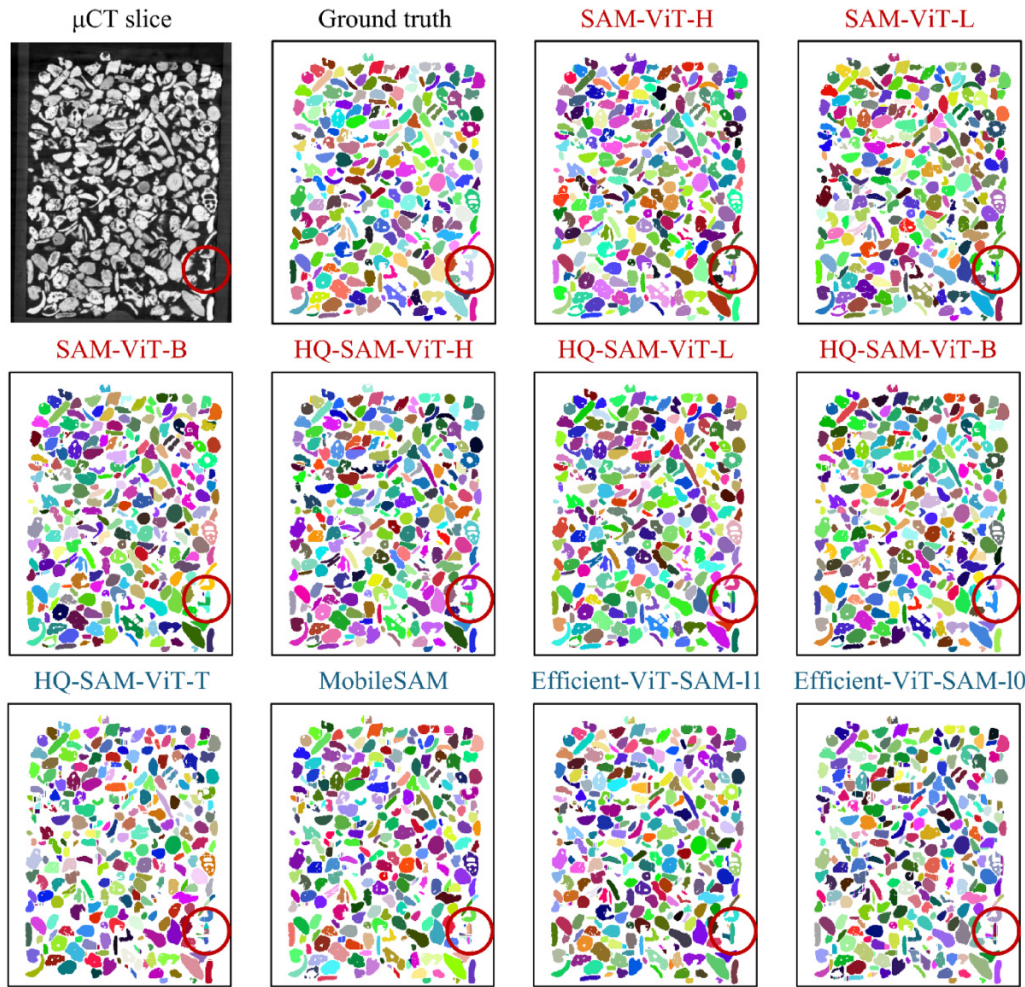 μCT slice
Ground truth
SAM-ViT-H
SAM-ViT-L
SAM-ViT-B
HQ-SAM-ViT-H
HQ-SAM-ViT-L
HQ-SAM-ViT-B
HQ-SAM-ViT-T
MobileSAM
Efficient-ViT-SAM-l1
Efficient-ViT-SAM-l0